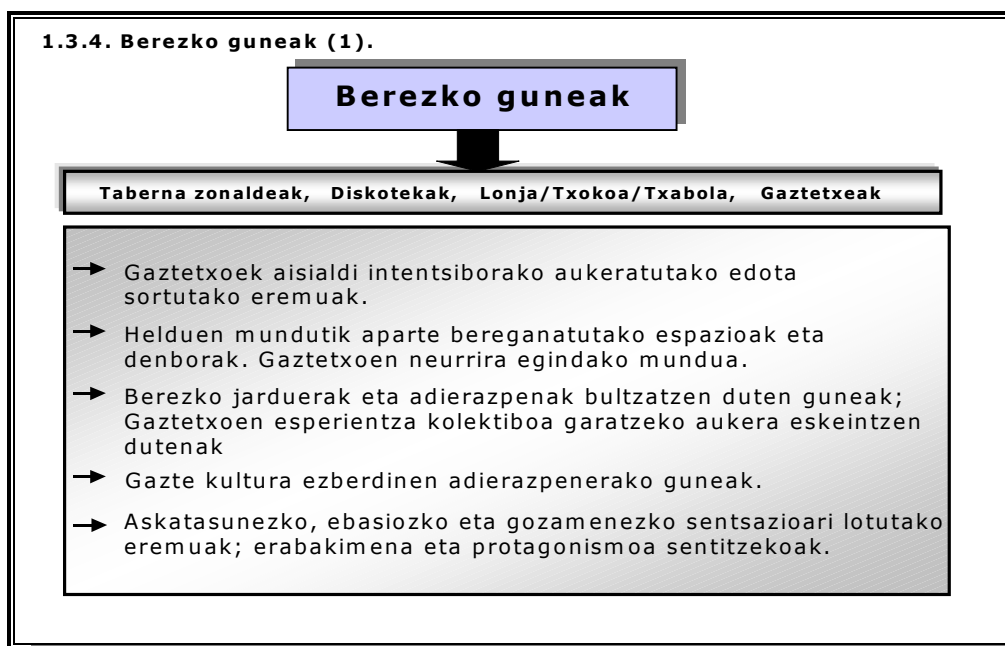 1.3.4. Berezko guneak (1).
Berezko guneak
Taberna zonaldeak, Diskotekak, Lonja/Txokoa/Txabola, Gaztetxeak
Gaztetxoek aisialdi intentsiborako aukeratutako edota
sortutako eremuak.
Helduen mundutik aparte bereganatutako espazioak eta
denborak. Gaztetxoen neurrira egindako mundua.
Berezko jarduerak eta adierazpenak bultzatzen duten guneak;
Gaztetxoen esperientza kolektiboa garatzeko aukera eskeintzen
dutenak
Gazte kultura ezberdinen adierazpenerako guneak.
Askatasunezko, ebasiozko eta gozamenezko sentsazioari lotutako
eremuak; erabakimena eta protagonismoa sentitzekoak.